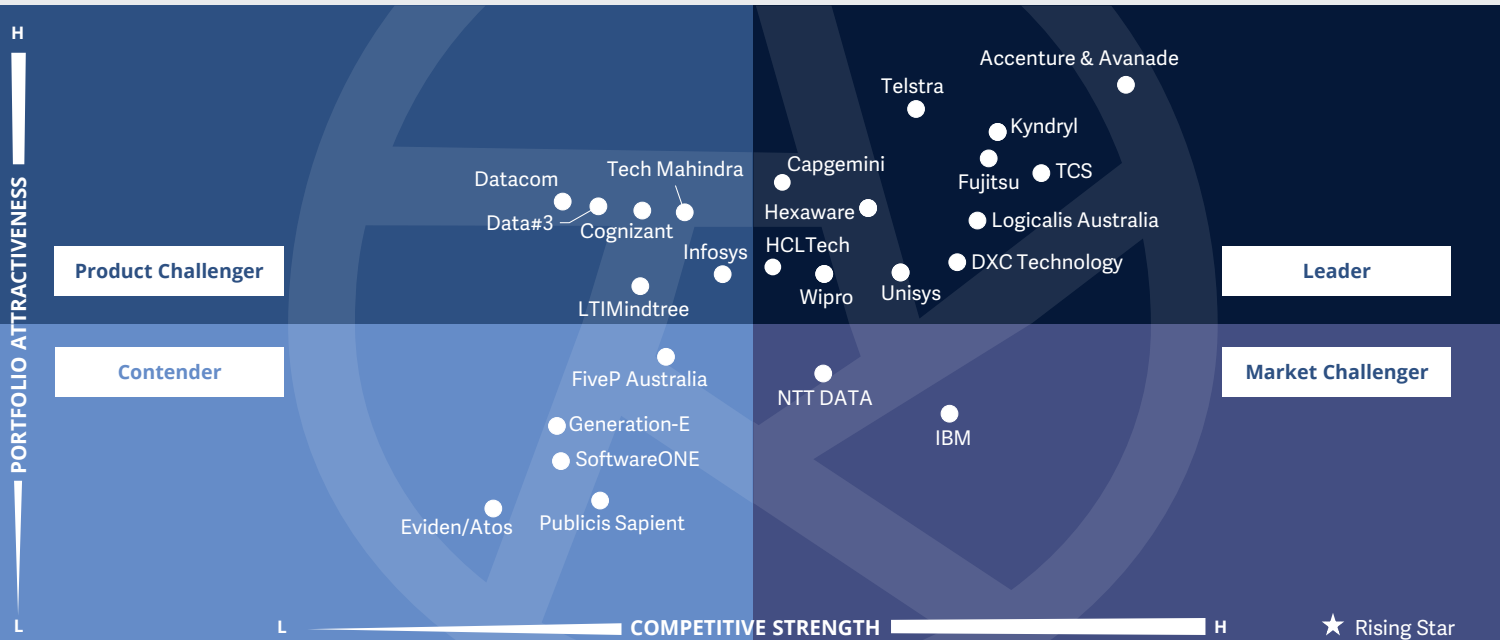 H
PORTFOLIO ATTRACTIVENESS
L
Product Challenger
Datacom
Data#3
Cognizant
Tech Mahindra
Infosys
LTIMindtree
Accenture & Avanade
Telstra
Kyndryl
Capgemini
Fujitsu
TCS
Hexaware
Logicalis Australia
HCLTech
DXC Technology
Wipro
Unisys
Leader
Contender
FiveP Australia
Generation-E
SoftwareONE
Eviden/Atos
Publicis Sapient
NTT DATA
IBM
Market Challenger
L
COMPETITIVE STRENGTH
H
Rising Star